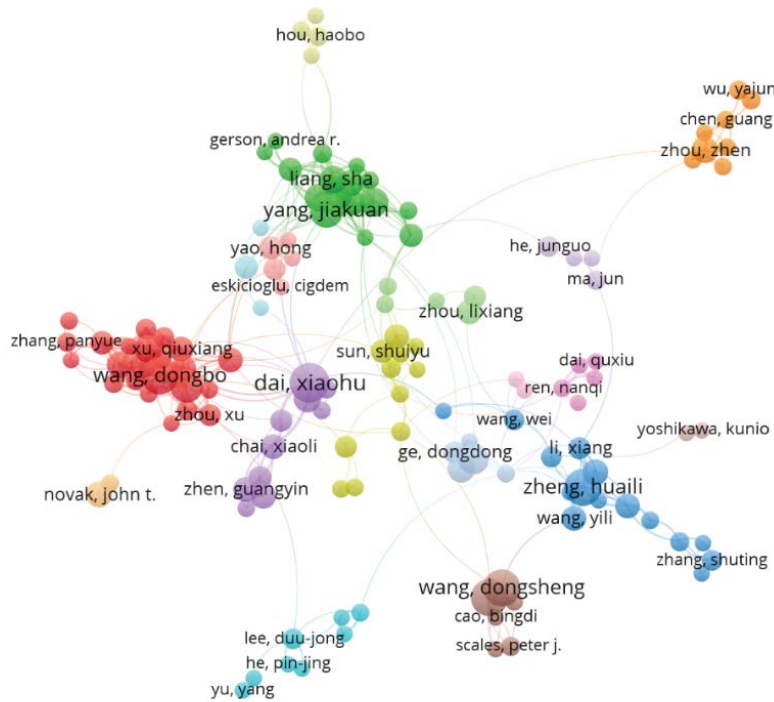 hou, haobo
wu, yajun
chen, guang
zhou, zhen
gerson, andrea r.
liang, sha
yang, jiakuan
yao, hong
he, junguo
ma, jun
eskicioglu, cigdem
zhou, lixiang
zhang, panyue
xu, qiuxiang
sun, shuiyu
wang, dongbo
dai, xiaohu
dai, quxiu
ren, nanqi
zhou, xu
wang, wei
yoshikawa, kunio
chai, xiaoli
ge, dongdong
li, xiang
novak, john t.
zhen, guangyin
zheng, huaili
wang, yili
zhang, shuting
wang, dongsheng
cao, bingdi
lee, duu-jong
scales, peter j.
he, pin-jing
yu, yang